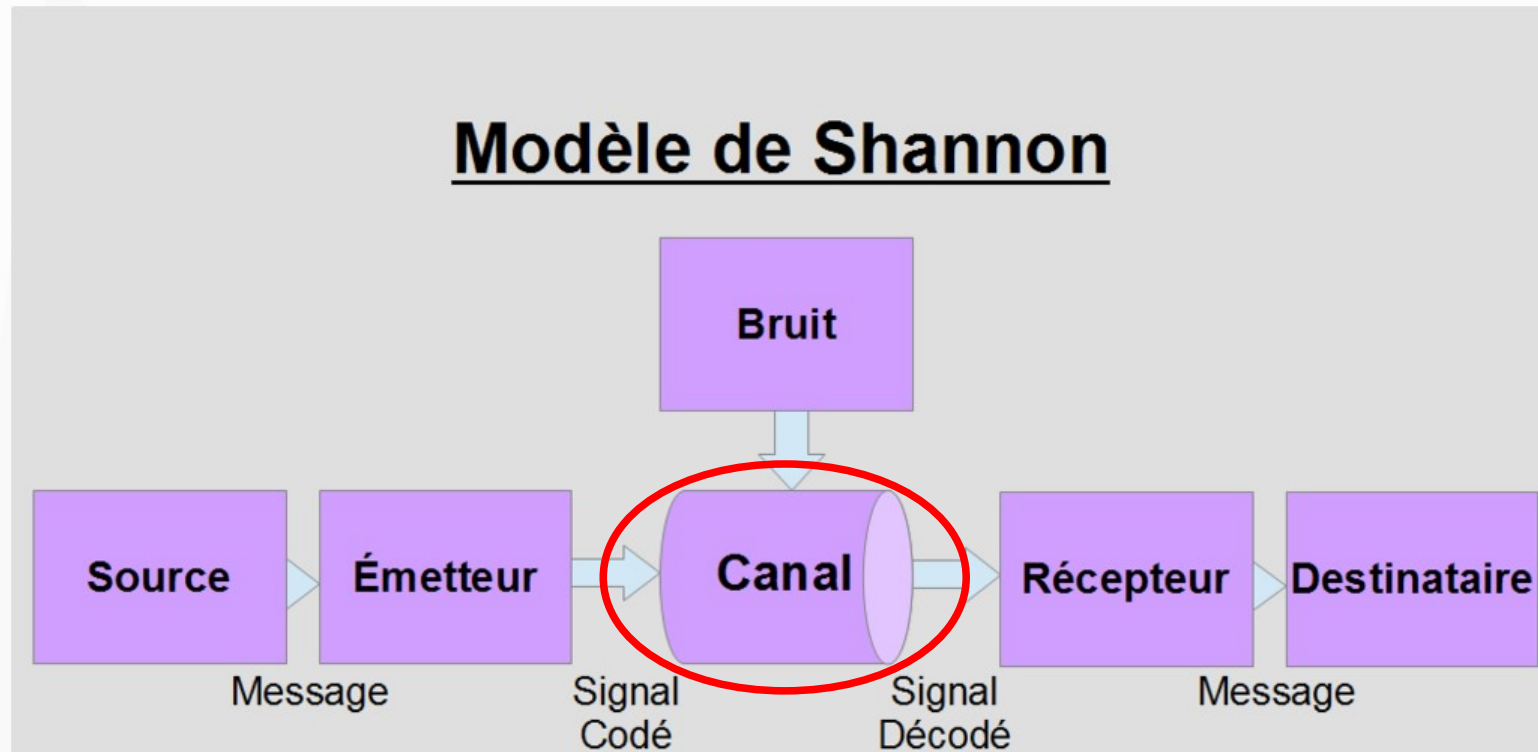 Modèle de Shannon
Bruit
Source
Émetteur
Canal
Récepteur
Destinataire
Message
Signal
Codé
Signal
Décodé
Message